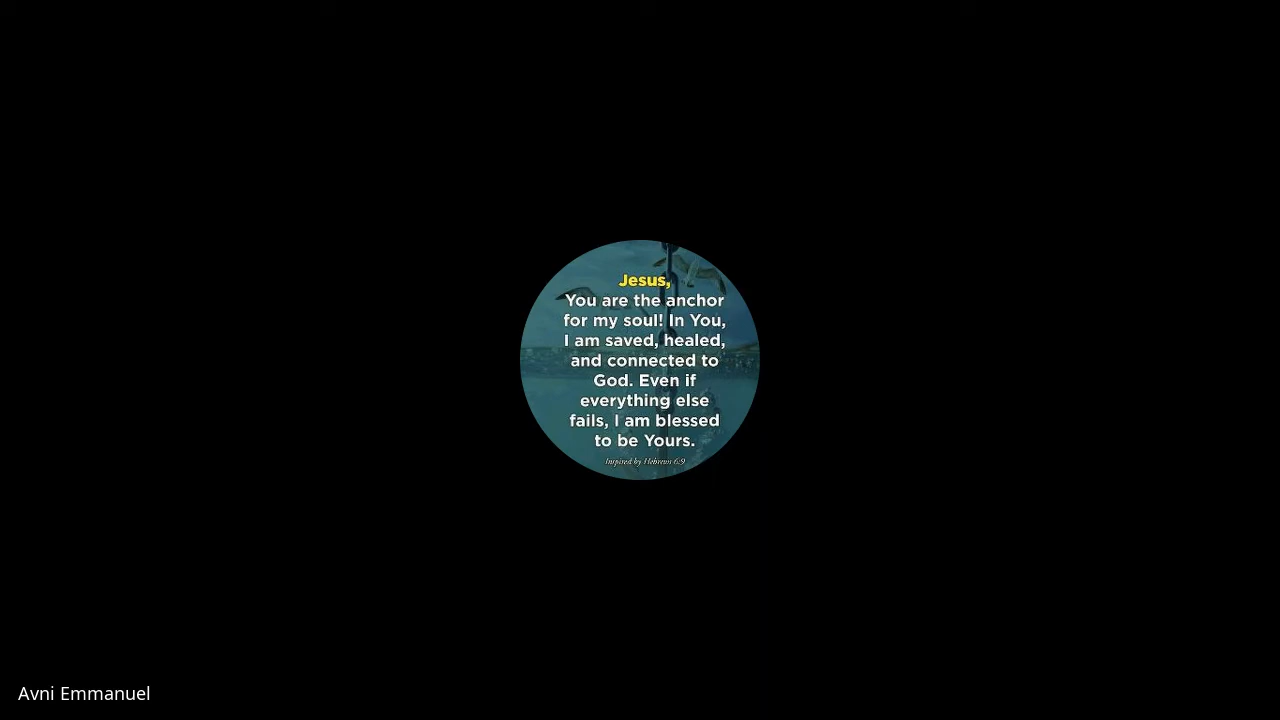 Jesus,
You are the anchor
for my soul! In You,
I am saved, healed,
and connected to
God. Even if
everything else
fails, I am blessed
to be Yours.
Inspired by Hebrews 6:9
Avni Emmanuel